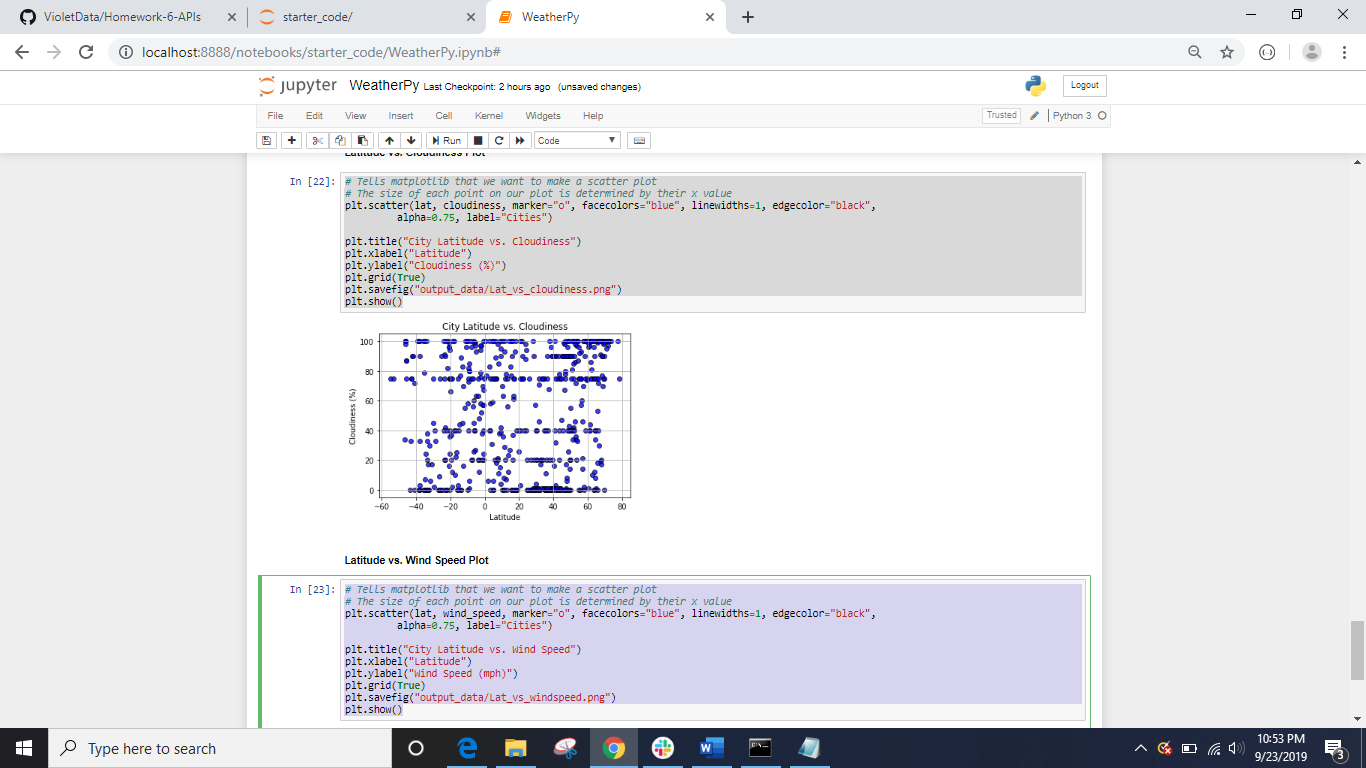 VioletData/Homework-6-APIs
starter_code/
WeatherPy
localhost:8888/notebooks/starter_code/WeatherPy.ipynb#
jupyter WeatherPy Last Checkpoint: 2 hours ago (unsaved changes)
Logout
File Edit View Insert Cell Kernel Widgets Help
Trusted
Python 3
Run
Code
Latitude vs. Cloudiness Plot
In [22]:
# Tells matplotlib that we want to make a scatter plot
# The size of each point on our plot is determined by their x value
plt.scatter(lat, cloudiness, marker="o", facecolors="blue", linewidths=1, edgecolor="black",
alpha=0.75, label="Cities")
plt.title("City Latitude vs. Cloudiness")
plt.xlabel("Latitude")
plt.ylabel("Cloudiness (%)")
plt.grid(True)
plt.savefig("output_data/Lat_vs_cloudiness.png")
plt.show()
City Latitude vs. Cloudiness
100
80
60
40
20
0
Cloudiness (%)
−60 −40 −20 0 20 40 60 80
Latitude
Latitude vs. Wind Speed Plot
In [23]:
# Tells matplotlib that we want to make a scatter plot
# The size of each point on our plot is determined by their x value
plt.scatter(lat, wind_speed, marker="o", facecolors="blue", linewidths=1, edgecolor="black",
alpha=0.75, label="Cities")
plt.title("City Latitude vs. Wind Speed")
plt.xlabel("Latitude")
plt.ylabel("Wind Speed (mph)")
plt.grid(True)
plt.savefig("output_data/Lat_vs_windspeed.png")
plt.show()
Type here to search
10:53 PM
9/23/2019
3